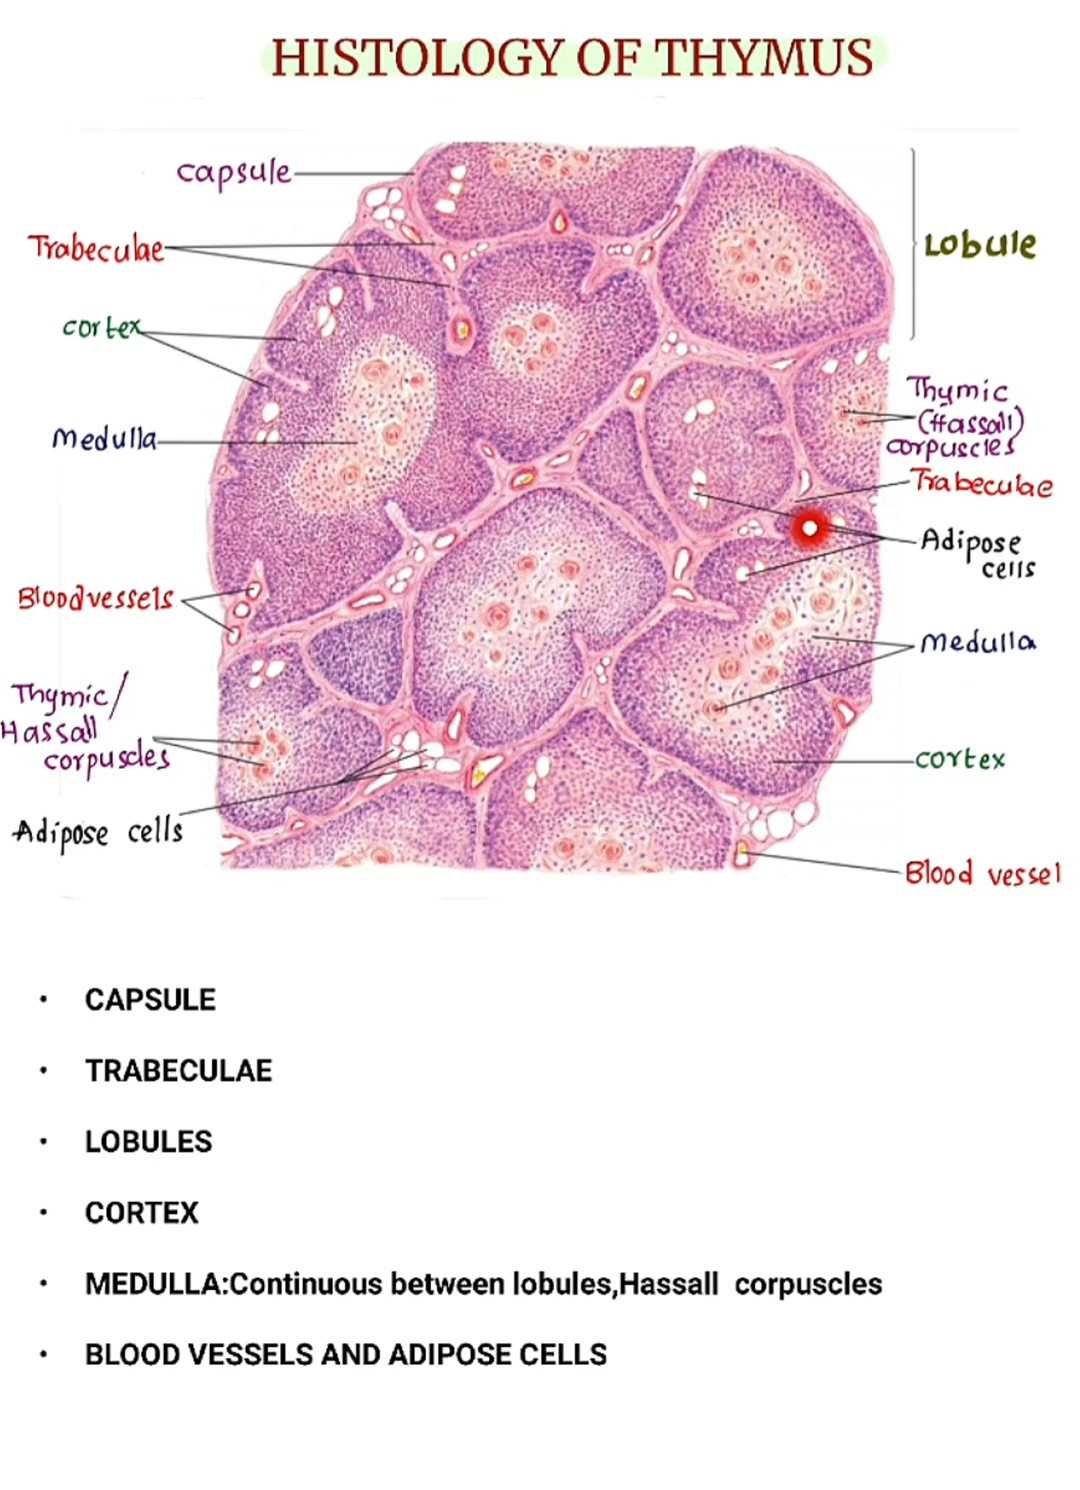 HISTOLOGY OF THYMUS
capsule
Trabeculae
cortex
Medulla
Bloodvessels
Thymic/
Hassall
corpuscles
Adipose cells
Lobule
Thymic
(Hassall)
corpuscles
Trabeculae
Adipose
cells
Medulla
cortex
Blood vessel
• CAPSULE
• TRABECULAE
• LOBULES
• CORTEX
• MEDULLA:Continuous between lobules,Hassall corpuscles
• BLOOD VESSELS AND ADIPOSE CELLS